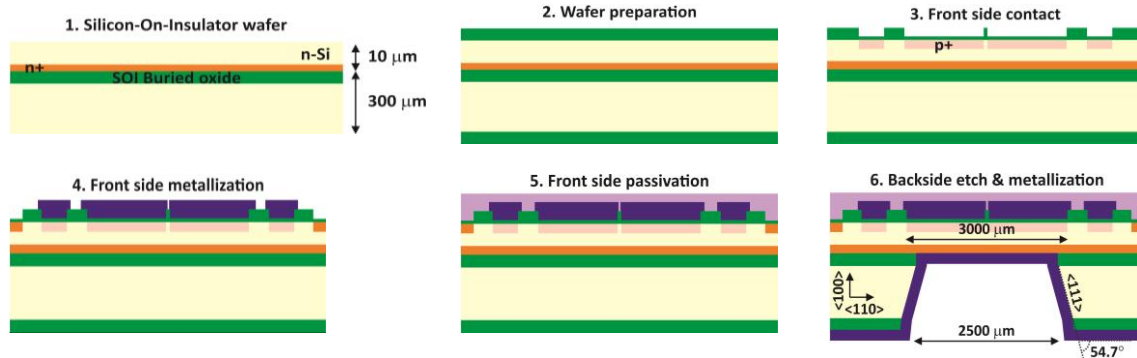 1. Silicon-On-Insulator wafer
n-Si
10 μm
n+
SOI Buried oxide
300 μm
2. Wafer preparation
3. Front side contact
p+
4. Front side metallization
5. Front side passivation
6. Backside etch & metallization
3000 μm
<100>
<110>
<111>
2500 μm
54.7°